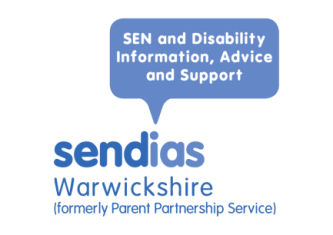 SEN and Disability
Information, Advice
and Support
sendias
Warwickshire
(formerly Parent Partnership Service)